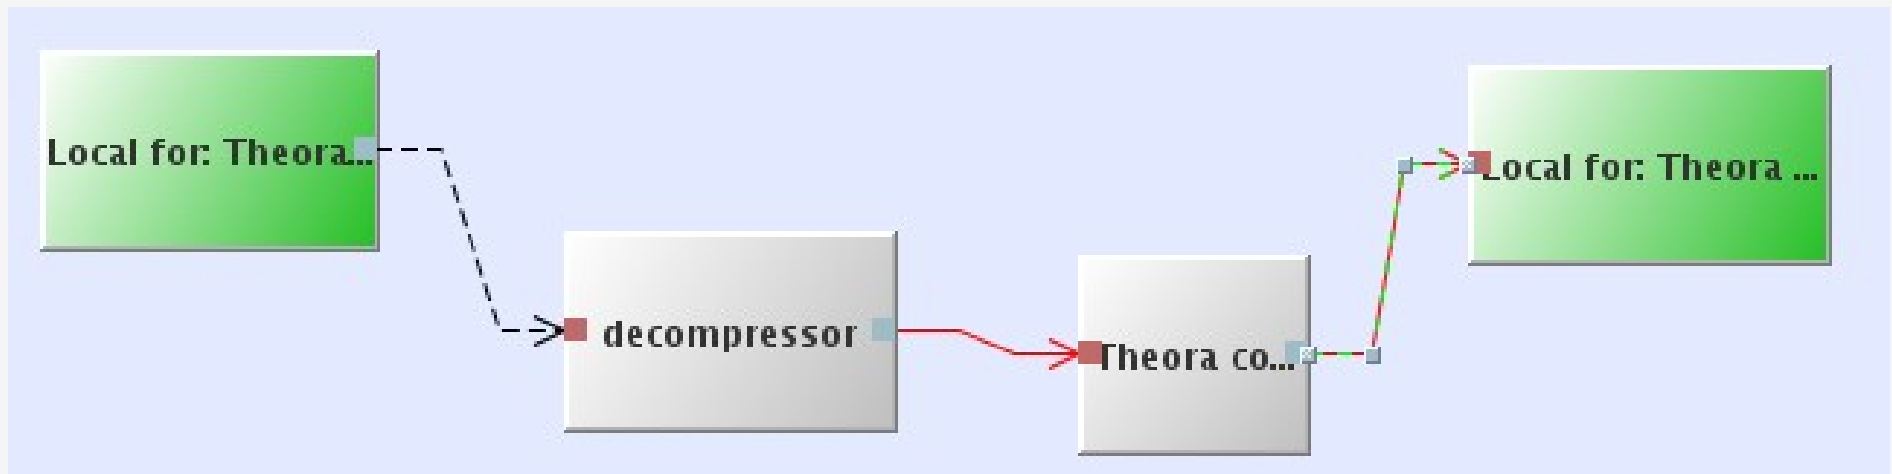 Local for: Theora...
decompressor
Theora co...
Local for: Theora ...